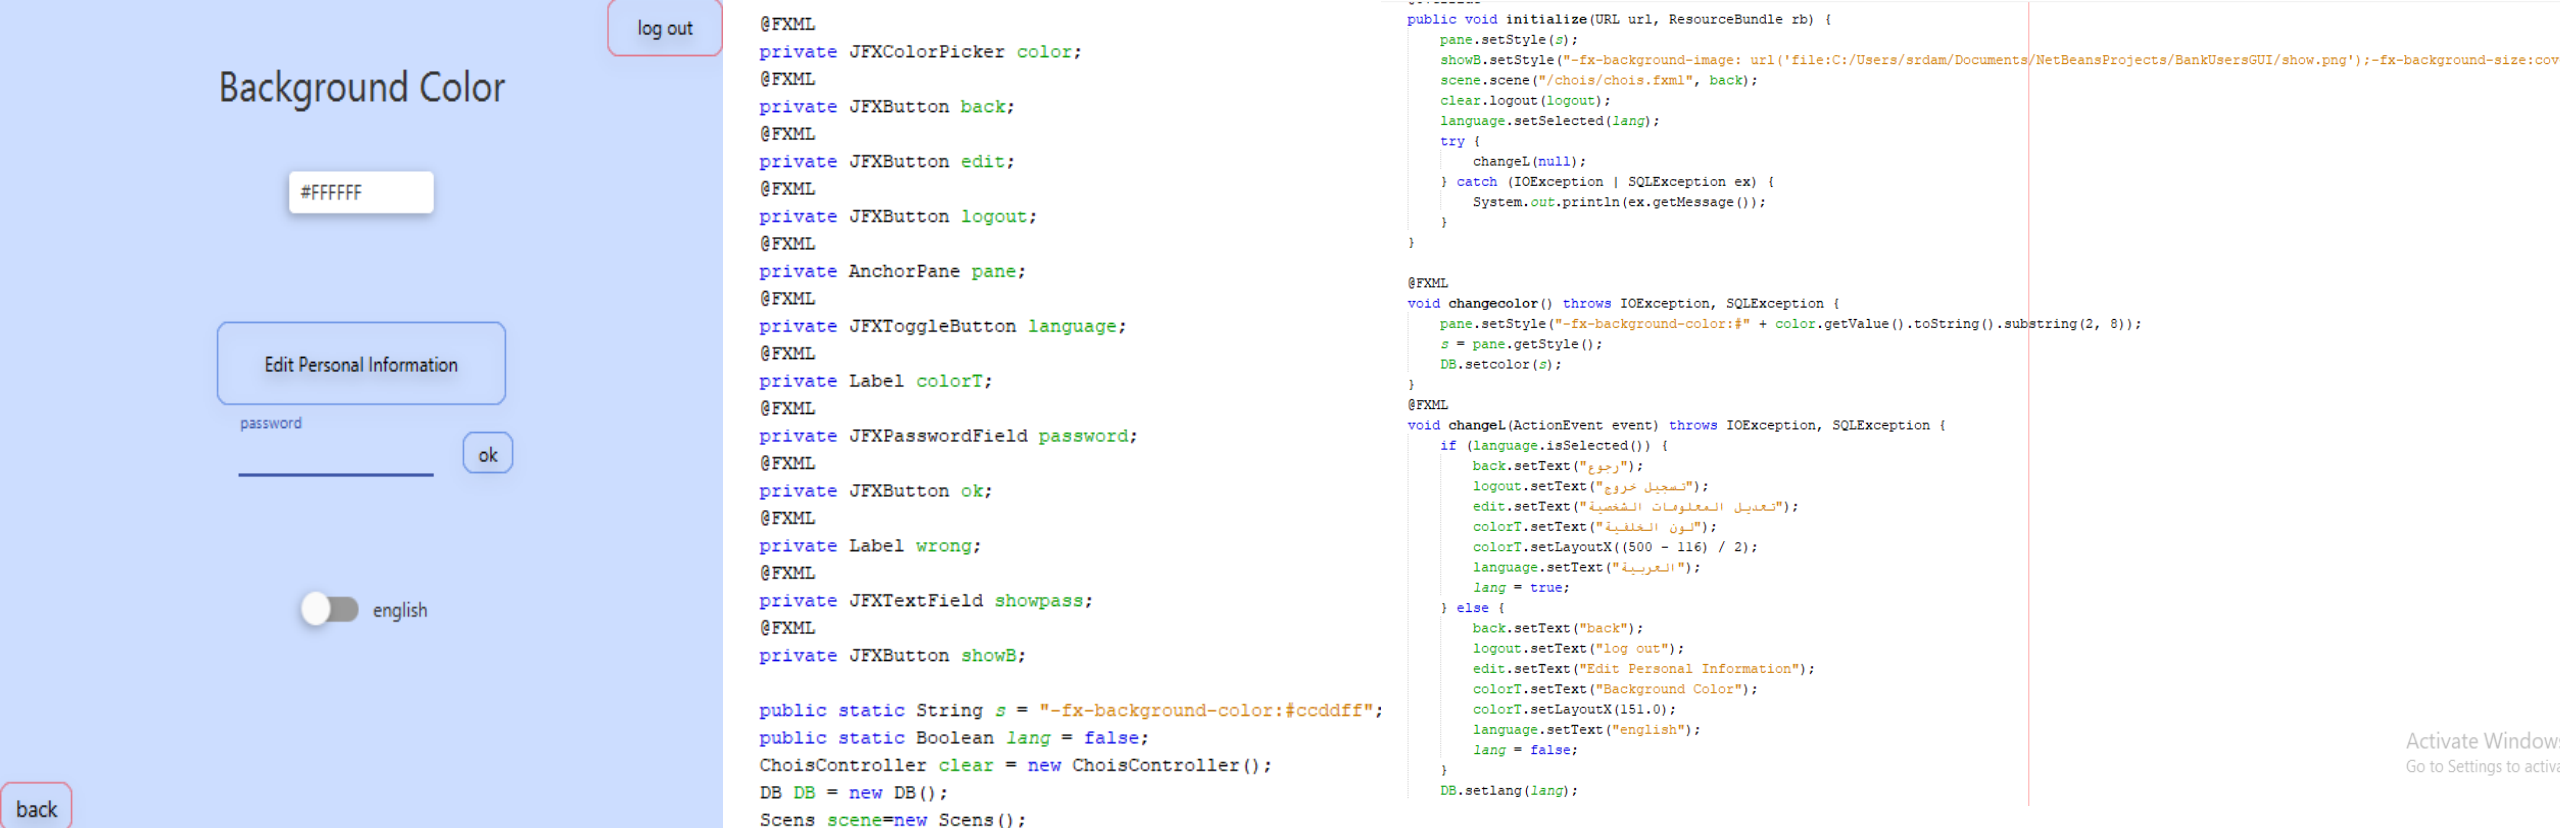 log out
Background Color
#FFFFFF
Edit Personal Information
password
ok
english
back
@FXML
private JFXColorPicker color;
@FXML
private JFXButton back;
@FXML
private JFXButton edit;
@FXML
private JFXButton logout;
@FXML
private AnchorPane pane;
@FXML
private JFXToggleButton language;
@FXML
private Label colorT;
@FXML
private JFXPasswordField password;
@FXML
private JFXButton ok;
@FXML
private Label wrong;
@FXML
private JFXTextField showpass;
@FXML
private JFXButton showB;
public static String s = "-fx-background-color:#ccddff";
public static Boolean lang = false;
ChoisController clear = new ChoisController();
DB DB = new DB();
Scens scene=new Scens();
public void initialize(URL url, ResourceBundle rb) {
pane.setStyle(s);
showB.setStyle("-fx-background-image: url('file:C:/Users/srdam/Documents/NetBeansProjects/BankUsersGUI/show.png');-fx-background-size:cov
scene.scene("/chois/chois.fxml", back);
clear.logout(logout);
language.setSelected(lang);
try {
changeL(null);
} catch (IOException | SQLException ex) {
System.out.println(ex.getMessage());
}
}
@FXML
void changecolor() throws IOException, SQLException {
pane.setStyle("-fx-background-color:#" + color.getValue().toString().substring(2, 8));
s = pane.getStyle();
DB.setcolor(s);
}
@FXML
void changeL(ActionEvent event) throws IOException, SQLException {
if (language.isSelected()) {
back.setText("رجوع");
logout.setText("تسجيل خروج");
edit.setText("تعديل المعلومات الشخصية");
colorT.setText("لون الخلفية");
colorT.setLayoutX((500 - 116) / 2);
language.setText("العربية");
lang = true;
} else {
back.setText("back");
logout.setText("log out");
edit.setText("Edit Personal Information");
colorT.setText("Background Color");
colorT.setLayoutX(151.0);
language.setText("english");
lang = false;
}
DB.setlang(lang);
Activate Windows
Go to Settings to activa